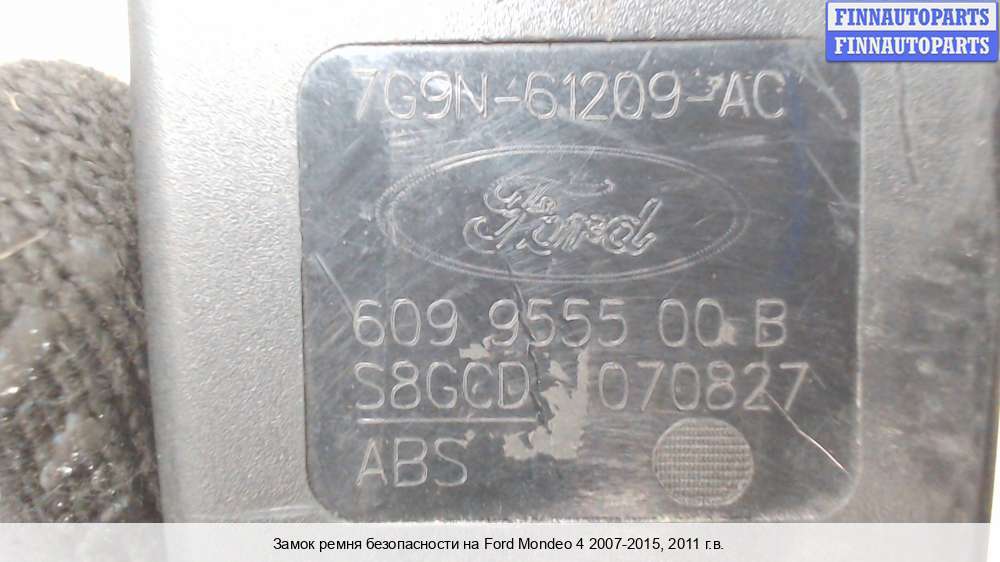 FINNAUTOPARTS
FINNAUTOPARTS
7G9N-61209-AC
Ford
609 9555 00 B
S8GCD 070827
ABS
Замок ремня безопасности на Ford Mondeo 4 2007-2015, 2011 г.в.